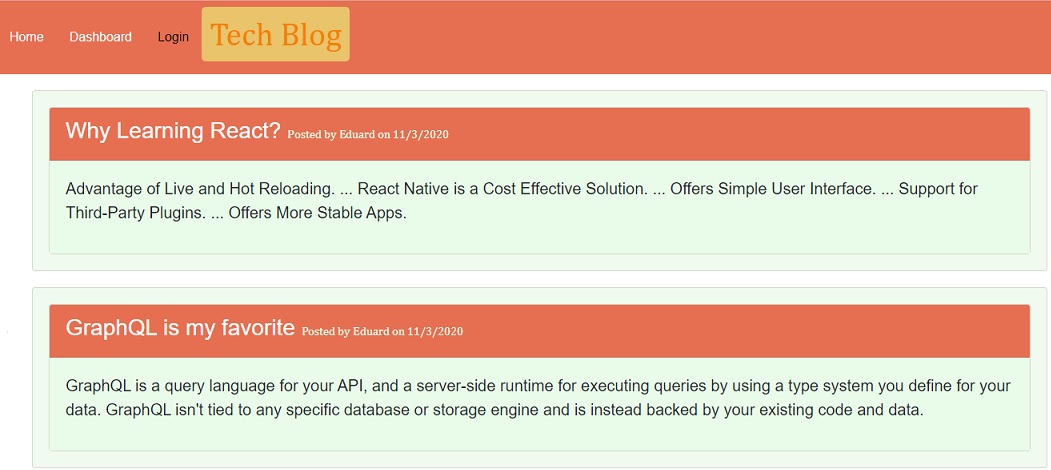 Home Dashboard Login Tech Blog
Why Learning React? Posted by Eduard on 11/3/2020
Advantage of Live and Hot Reloading. ... React Native is a Cost Effective Solution. ... Offers Simple User Interface. ... Support for
Third-Party Plugins. ... Offers More Stable Apps.
GraphQL is my favorite Posted by Eduard on 11/3/2020
GraphQL is a query language for your API, and a server-side runtime for executing queries by using a type system you define for your
data. GraphQL isn't tied to any specific database or storage engine and is instead backed by your existing code and data.